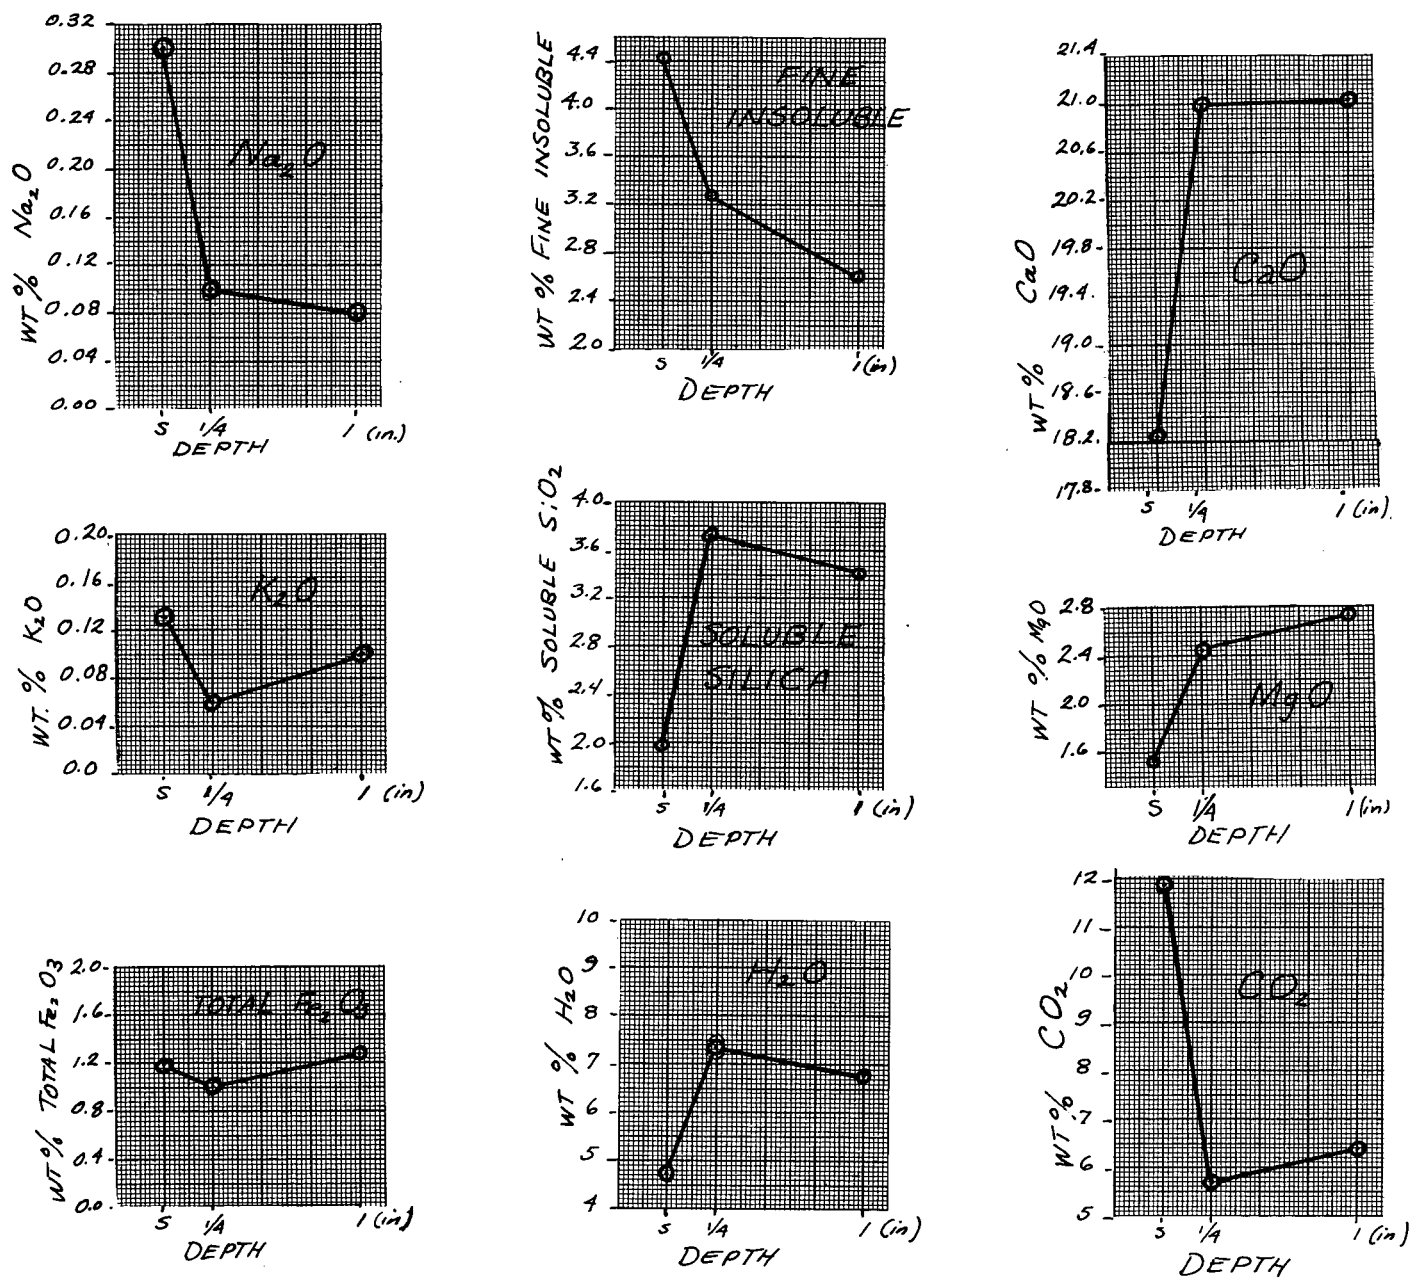 0.32
0.28
0.24
0.20
0.16
0.12
0.08
0.04
0.00
WT % Na₂O
Na₂O
S 1/4 1 (in.)
DEPTH
4.4
4.0
3.6
3.2
2.8
2.4
2.0
WT % FINE INSOLUBLE
FINE
INSOLUBLE
S 1/4 1 (in)
DEPTH
21.4
21.0
20.6
20.2
19.8
19.4
19.0
18.6
18.2
17.8
WT % CaO
CaO
S 1/4 1 (in).
DEPTH
0.20
0.16
0.12
0.08
0.04
0.0
WT. % K₂O
K₂O
S 1/4 1 (in)
DEPTH
4.0
3.6
3.2
2.8
2.4
2.0
1.6
WT % SOLUBLE SiO₂
SOLUBLE
SILICA
S 1/4 1 (in)
DEPTH
2.8
2.4
2.0
1.6
WT % MgO
MgO
S 1/4 1 (in)
DEPTH
2.0
1.6
1.2
0.8
0.4
0.0
WT % TOTAL Fe₂O₃
TOTAL Fe₂O₃
S 1/4 1 (in)
DEPTH
10
9
8
7
6
5
4
WT % H₂O
H₂O
S 1/4 1 (in)
DEPTH
12
11
10
9
8
7
6
5
WT % CO₂
CO₂
S 1/4 1 (in)
DEPTH